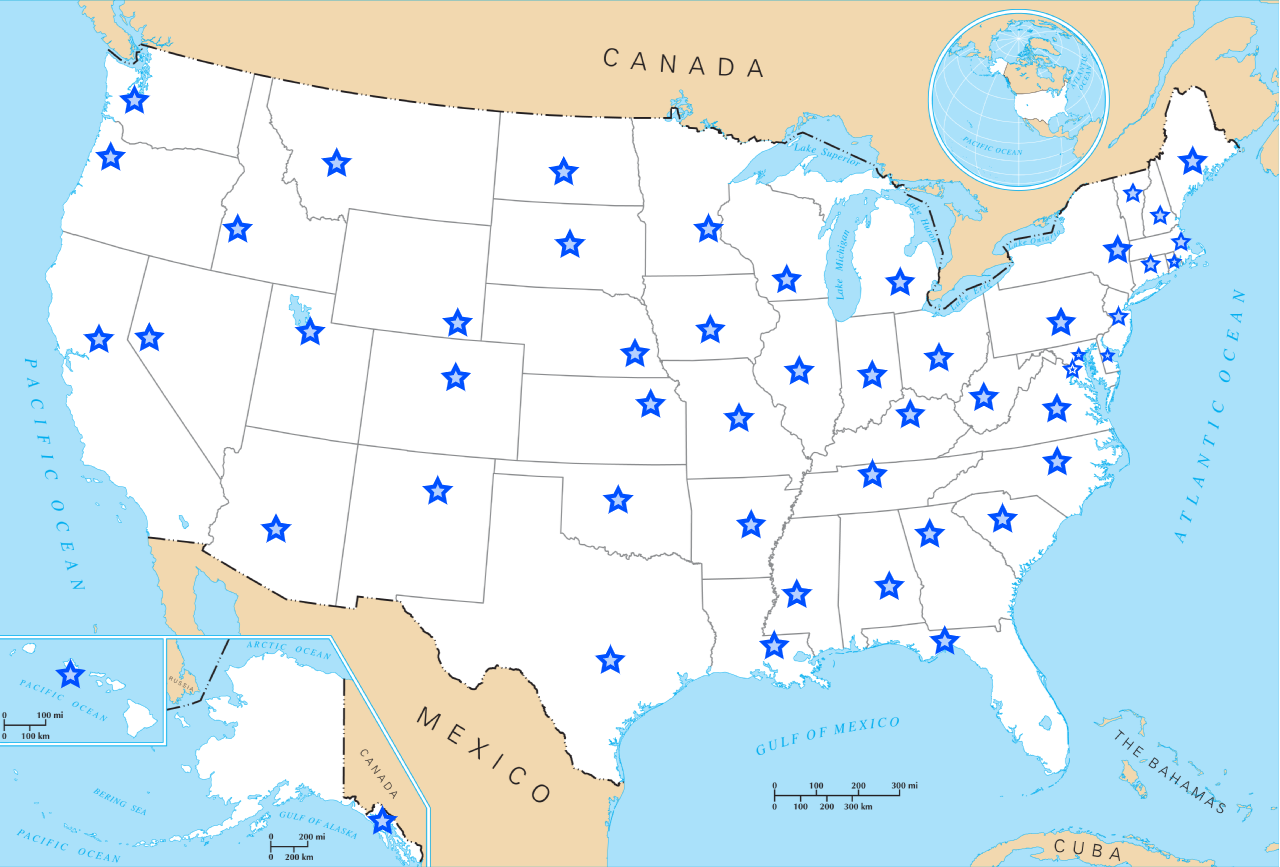 CANADA
ATLANTIC OCEAN
PACIFIC OCEAN
Lake Superior
Lake Michigan
Lake Huron
Lake Ontario
Lake Erie
PACIFIC OCEAN
ATLANTIC OCEAN
ARCTIC OCEAN
RUSSIA
PACIFIC OCEAN
0 100 mi
0 100 km
CANADA
MEXICO
GULF OF MEXICO
THE BAHAMAS
0 100 200 300 mi
0 100 200 300 km
BERING SEA
GULF OF ALASKA
PACIFIC OCEAN
0 200 mi
0 200 km
CUBA